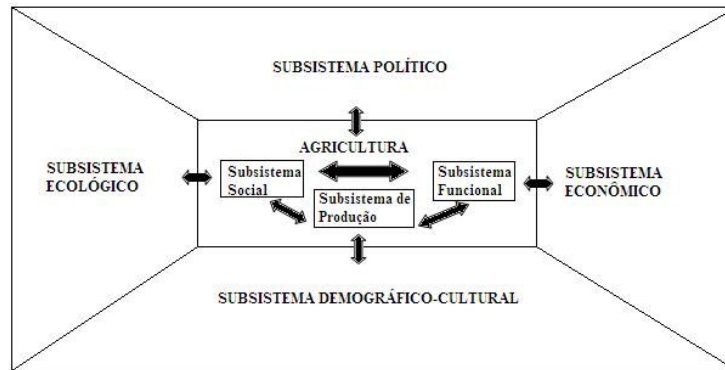 SUBSISTEMA POLÍTICO
AGRICULTURA
SUBSISTEMA
ECOLÓGICO
Subsistema
Social
Subsistema de
Produção
Subsistema
Funcional
SUBSISTEMA
ECONÔMICO
SUBSISTEMA DEMOGRÁFICO-CULTURAL